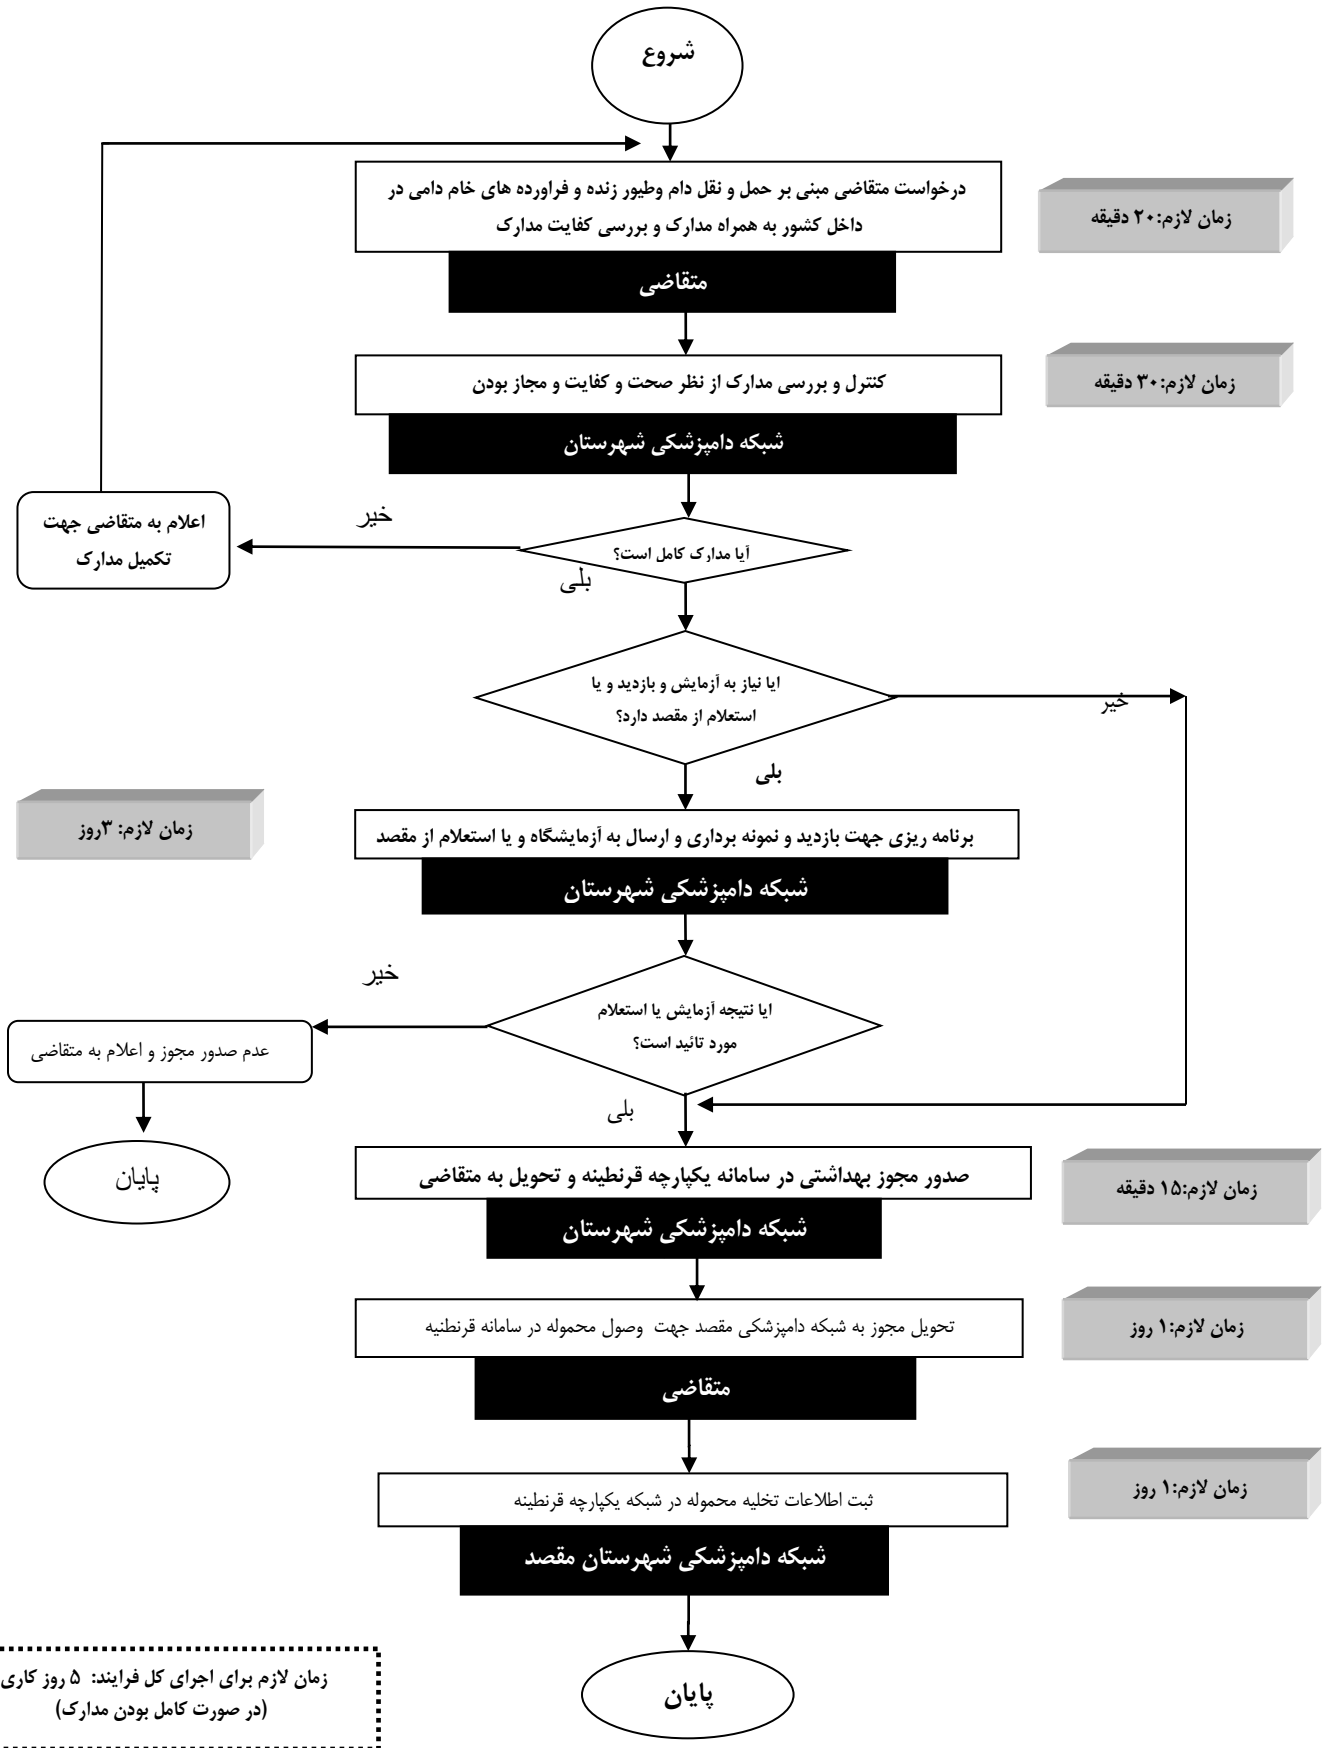 شروع
درخواست متقاضی مبنی بر حمل و نقل دام وطیور زنده و فراورده های خام دامی در
داخل کشور به همراه مدارک و بررسی کفایت مدارک
زمان لازم:۲۰ دقیقه
متقاضی
کنترل و بررسی مدارک از نظر صحت و کفایت و مجاز بودن
زمان لازم:۳۰ دقیقه
شبکه دامپزشکی شهرستان
آیا مدارک کامل است؟
خیر
اعلام به متقاضی جهت
تکمیل مدارک
بلی
ایا نیاز به آزمایش و بازدید و یا
استعلام از مقصد دارد؟
خیر
بلی
برنامه ریزی جهت بازدید و نمونه برداری و ارسال به آزمایشگاه و یا استعلام از مقصد
زمان لازم: ۳روز
شبکه دامپزشکی شهرستان
ایا نتیجه آزمایش یا استعلام
مورد تائید است؟
خیر
عدم صدور مجوز و اعلام به متقاضی
پایان
بلی
صدور مجوز بهداشتی در سامانه یکپارچه قرنطینه و تحویل به متقاضی
زمان لازم:۱۵ دقیقه
شبکه دامپزشکی شهرستان
تحویل مجوز به شبکه دامپزشکی مقصد جهت وصول محموله در سامانه قرنطنیه
زمان لازم:۱ روز
متقاضی
ثبت اطلاعات تخلیه محموله در شبکه یکپارچه قرنطینه
زمان لازم:۱ روز
شبکه دامپزشکی شهرستان مقصد
پایان
زمان لازم برای اجرای کل فرایند: ۵ روز کاری
(در صورت کامل بودن مدارک)